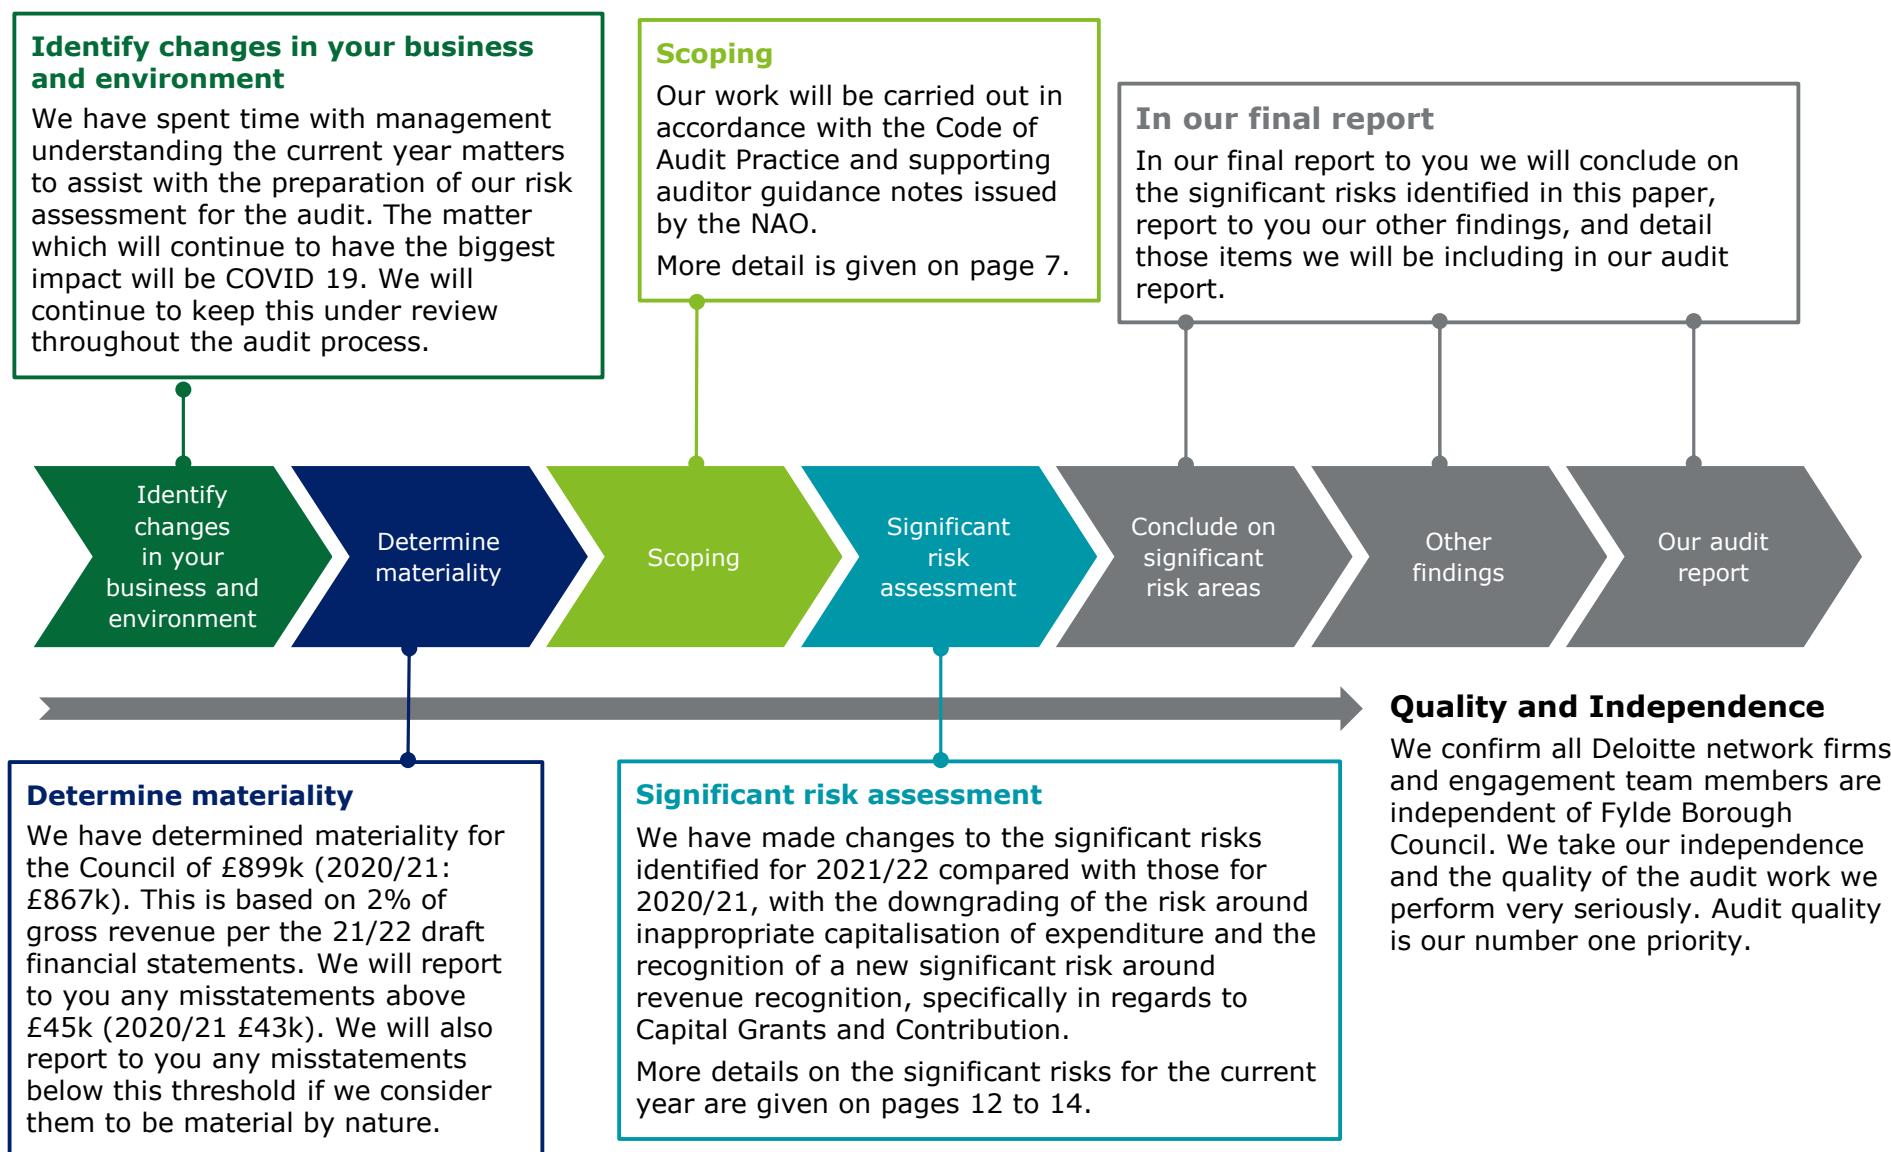 Identify changes in your business
and environment
We have spent time with management
understanding the current year matters
to assist with the preparation of our risk
assessment for the audit. The matter
which will continue to have the biggest
impact will be COVID 19. We will
continue to keep this under review
throughout the audit process.
Scoping
Our work will be carried out in
accordance with the Code of
Audit Practice and supporting
auditor guidance notes issued
by the NAO.
More detail is given on page 7.
In our final report
In our final report to you we will conclude on
the significant risks identified in this paper,
report to you our other findings, and detail
those items we will be including in our audit
report.
Identify
changes
in your
business and
environment
Determine
materiality
Scoping
Significant
risk
assessment
Conclude on
significant
risk areas
Other
findings
Our audit
report
Determine materiality
We have determined materiality for
the Council of £899k (2020/21:
£867k). This is based on 2% of
gross revenue per the 21/22 draft
financial statements. We will report
to you any misstatements above
£45k (2020/21 £43k). We will also
report to you any misstatements
below this threshold if we consider
them to be material by nature.
Significant risk assessment
We have made changes to the significant risks
identified for 2021/22 compared with those for
2020/21, with the downgrading of the risk around
inappropriate capitalisation of expenditure and the
recognition of a new significant risk around
revenue recognition, specifically in regards to
Capital Grants and Contribution.
More details on the significant risks for the current
year are given on pages 12 to 14.
Quality and Independence
We confirm all Deloitte network firms
and engagement team members are
independent of Fylde Borough
Council. We take our independence
and the quality of the audit work we
perform very seriously. Audit quality
is our number one priority.